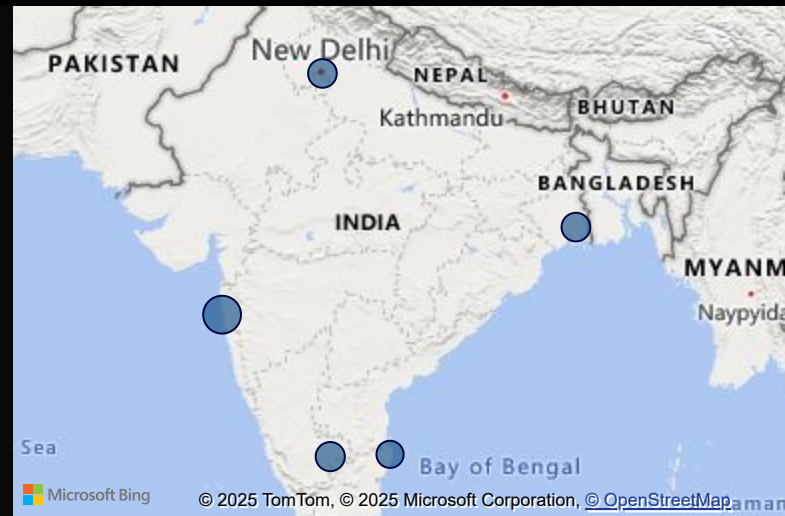 New Delhi
PAKISTAN
NEPAL
BHUTAN
Kathmandu
BANGLADESH
INDIA
MYANM
Naypyida
Sea
Bay of Bengal
Microsoft Bing
© 2025 TomTom, © 2025 Microsoft Corporation, © OpenStreetMap
aman